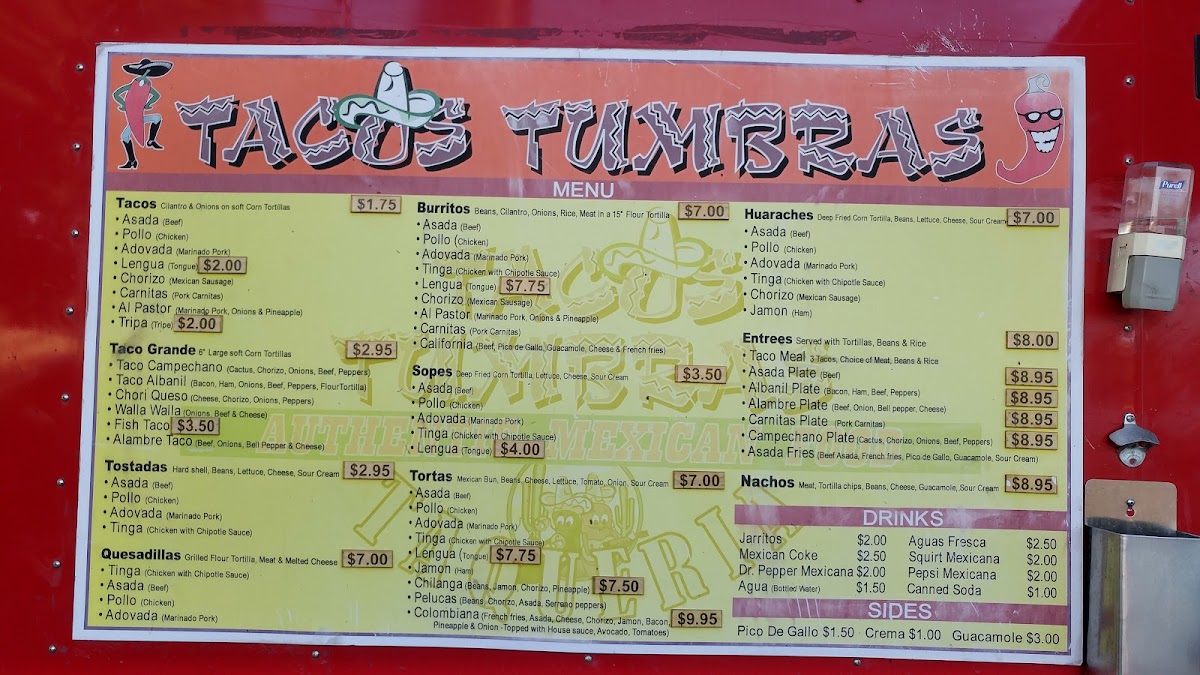 TACOS TUMBRAS
MENU
Tacos Cilantro & Onions on soft Corn Tortillas $1.75
• Asada (Beef)
• Pollo (Chicken)
• Adovada (Marinado Pork)
• Lengua (Tongue) $2.00
• Chorizo (Mexican Sausage)
• Carnitas (Pork Carnitas)
• Al Pastor (Marinado Pork, Onions & Pineapple)
• Tripa (Tripe) $2.00
Taco Grande 6" Large soft Corn Tortillas $2.95
• Taco Campechano (Cactus, Chorizo, Onions, Beef, Peppers)
• Taco Albanil (Bacon, Ham, Onions, Beef, Peppers, FlourTortilla)
• Chori Queso (Cheese, Chorizo, Onions, Peppers)
• Walla Walla (Onions, Beef & Cheese)
• Fish Taco $3.50
• Alambre Taco (Beef, Onions, Bell Pepper & Cheese)
Tostadas Hard shell, Beans, Lettuce, Cheese, Sour Cream $2.95
• Asada (Beef)
• Pollo (Chicken)
• Adovada (Marinado Pork)
• Tinga (Chicken with Chipotle Sauce)
Quesadillas Grilled Flour Tortilla, Meat & Melted Cheese $7.00
• Tinga (Chicken with Chipotle Sauce)
• Asada (Beef)
• Pollo (Chicken)
• Adovada (Marinado Pork)
Burritos Beans, Cilantro, Onions, Rice, Meat in a 15" Flour Tortilla $7.00
• Asada (Beef)
• Pollo (Chicken)
• Adovada (Marinado Pork)
• Tinga (Chicken with Chipotle Sauce)
• Lengua (Tongue) $7.75
• Chorizo (Mexican Sausage)
• Al Pastor (Marinado Pork, Onions & Pineapple)
• Carnitas (Pork Carnitas)
• California (Beef, Pico de Gallo, Guacamole, Cheese & French fries)
Sopes Deep Fried Corn Tortilla, Lettuce, Cheese, Sour Cream $3.50
• Asada (Beef)
• Pollo (Chicken)
• Adovada (Marinado Pork)
• Tinga (Chicken with Chipotle Sauce)
• Lengua (Tongue) $4.00
Tortas Mexican Bun, Beans, Cheese, Lettuce, Tomato, Onion, Sour Cream $7.00
• Asada (Beef)
• Pollo (Chicken)
• Adovada (Marinado Pork)
• Tinga (Chicken with Chipotle Sauce)
• Lengua (Tongue) $7.75
• Jamon (Ham)
• Chilanga (Beans, Jamon, Chorizo, Pineapple) $7.50
• Pelucas (Beans, Chorizo, Asada, Serrano peppers)
• Colombiana (French fries, Asada, Cheese, Chorizo, Jamon, Bacon, $9.95
Pineapple & Onion -Topped with House sauce, Avocado, Tomatoes)
Huaraches Deep Fried Corn Tortilla, Beans, Lettuce, Cheese, Sour Cream $7.00
• Asada (Beef)
• Pollo (Chicken)
• Adovada (Marinado Pork)
• Tinga (Chicken with Chipotle Sauce)
• Chorizo (Mexican Sausage)
• Jamon (Ham)
Entrees Served with Tortillas, Beans & Rice $8.00
• Taco Meal 3 Tacos, Choice of Meat, Beans & Rice
• Asada Plate (Beef) $8.95
• Albanil Plate (Bacon, Ham, Beef, Peppers) $8.95
• Alambre Plate (Beef, Onion, Bell pepper, Cheese) $8.95
• Carnitas Plate (Pork Carnitas)
• Campechano Plate (Cactus, Chorizo, Onions, Beef, Peppers) $8.95
• Asada Fries (Beef Asada, French fries, Pico de Gallo, Guacamole, Sour Cream)
Nachos Meat, Tortilla chips, Beans, Cheese, Guacamole, Sour Cream $8.95
DRINKS
Jarritos $2.00
Mexican Coke $2.50
Dr. Pepper Mexicana $2.00
Agua (Bottled Water) $1.50
Aguas Fresca $2.50
Squirt Mexicana $2.00
Pepsi Mexicana $2.00
Canned Soda $1.00
SIDES
Pico De Gallo $1.50 Crema $1.00 Guacamole $3.00
Purell